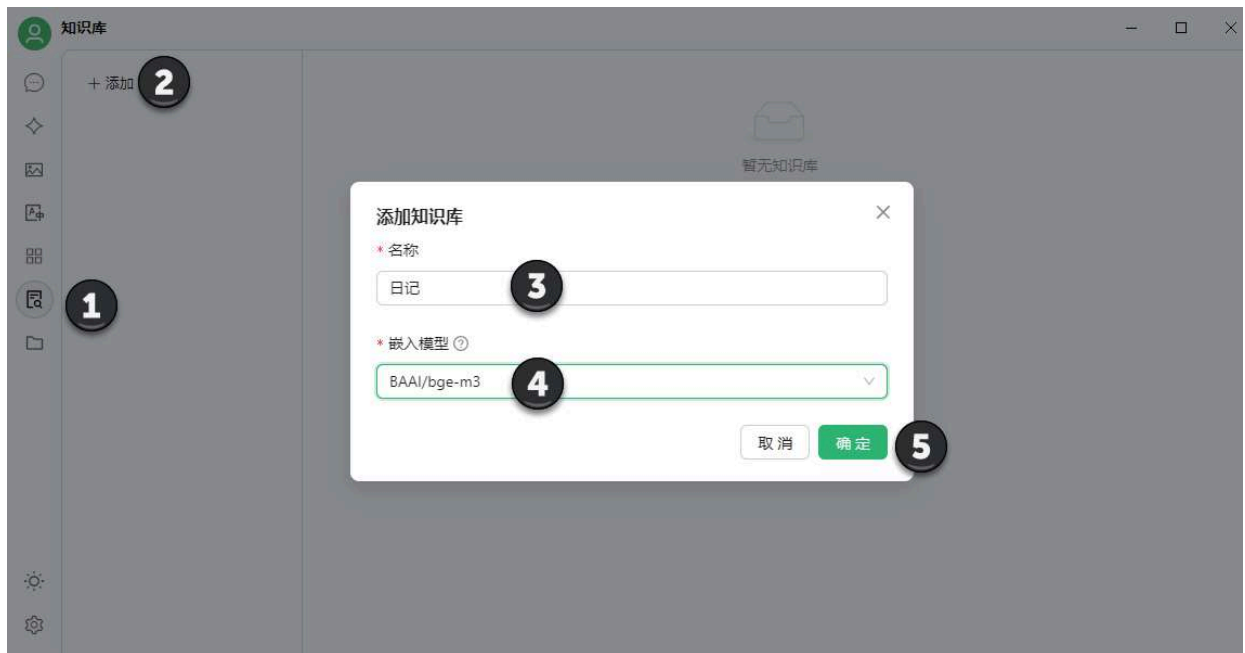 知识库
+ 添加
2
暂无知识库
添加知识库
* 名称
日记
3
1
* 嵌入模型
BAAI/bge-m3
4
取消
确定
5